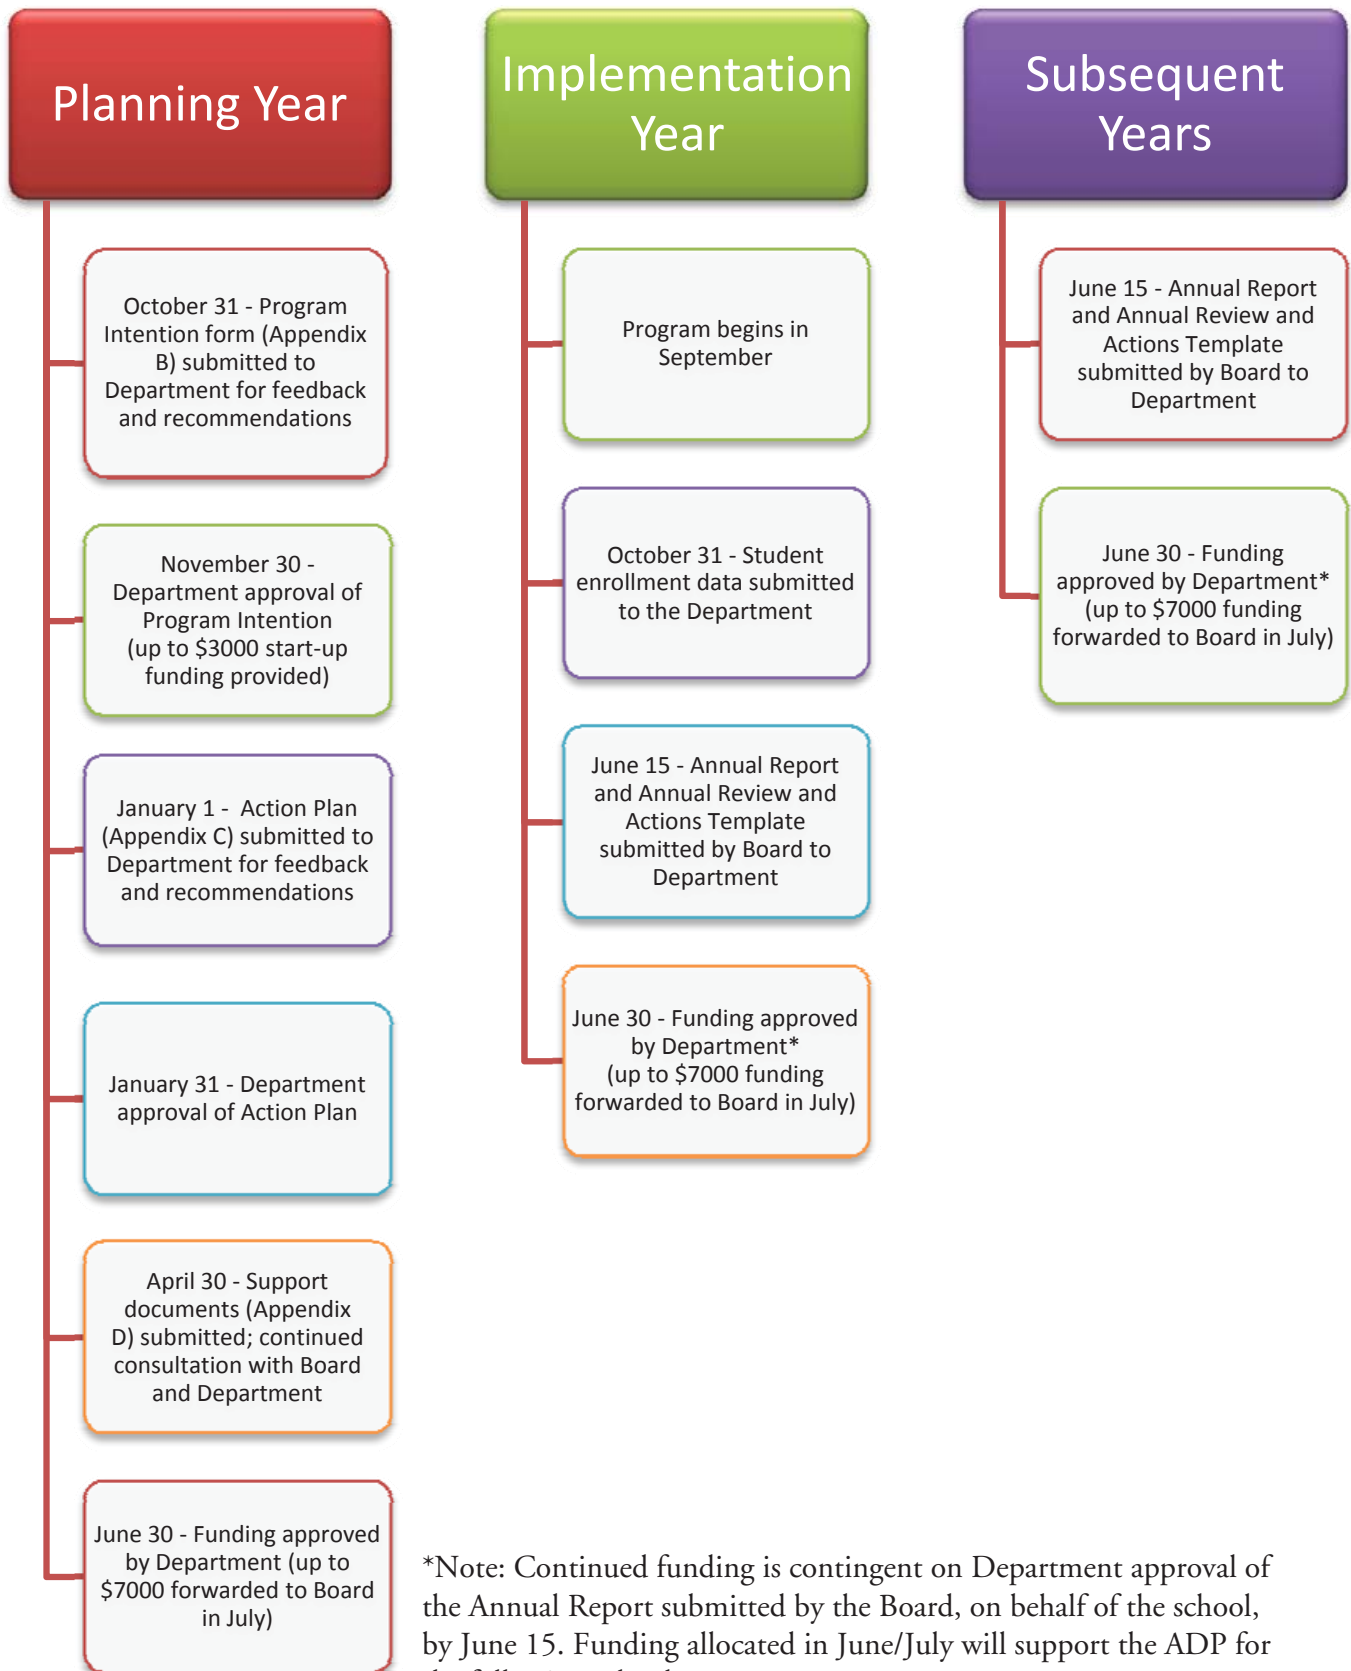 Planning Year
October 31 - Program
Intention form (Appendix
B) submitted to
Department for feedback
and recommendations
November 30 -
Department approval of
Program Intention
(up to $3000 start-up
funding provided)
January 1 - Action Plan
(Appendix C) submitted to
Department for feedback
and recommendations
January 31 - Department
approval of Action Plan
April 30 - Support
documents (Appendix
D) submitted; continued
consultation with Board
and Department
June 30 - Funding approved
by Department (up to
$7000 forwarded to Board
in July)
Implementation
Year
Program begins in
September
October 31 - Student
enrollment data submitted
to the Department
June 15 - Annual Report
and Annual Review and
Actions Template
submitted by Board to
Department
June 30 - Funding approved
by Department*
(up to $7000 funding
forwarded to Board in July)
Subsequent
Years
June 15 - Annual Report
and Annual Review and
Actions Template
submitted by Board to
Department
June 30 - Funding
approved by Department*
(up to $7000 funding
forwarded to Board in July)
*Note: Continued funding is contingent on Department approval of
the Annual Report submitted by the Board, on behalf of the school,
by June 15. Funding allocated in June/July will support the ADP for